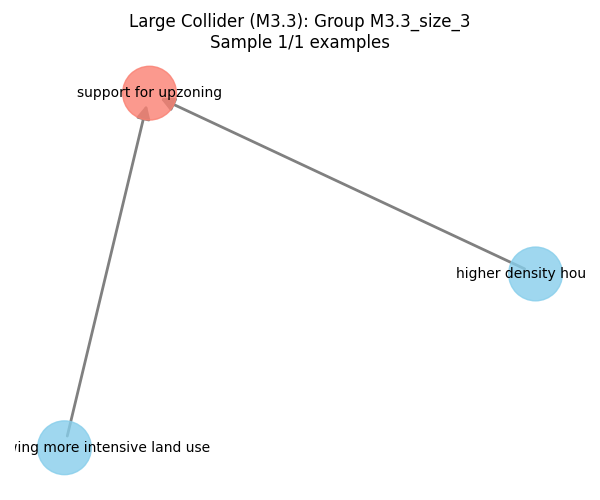 Large Collider (M3.3): Group M3.3_size_3
Sample 1/1 examples
support for upzoning
higher density hou
ving more intensive land use